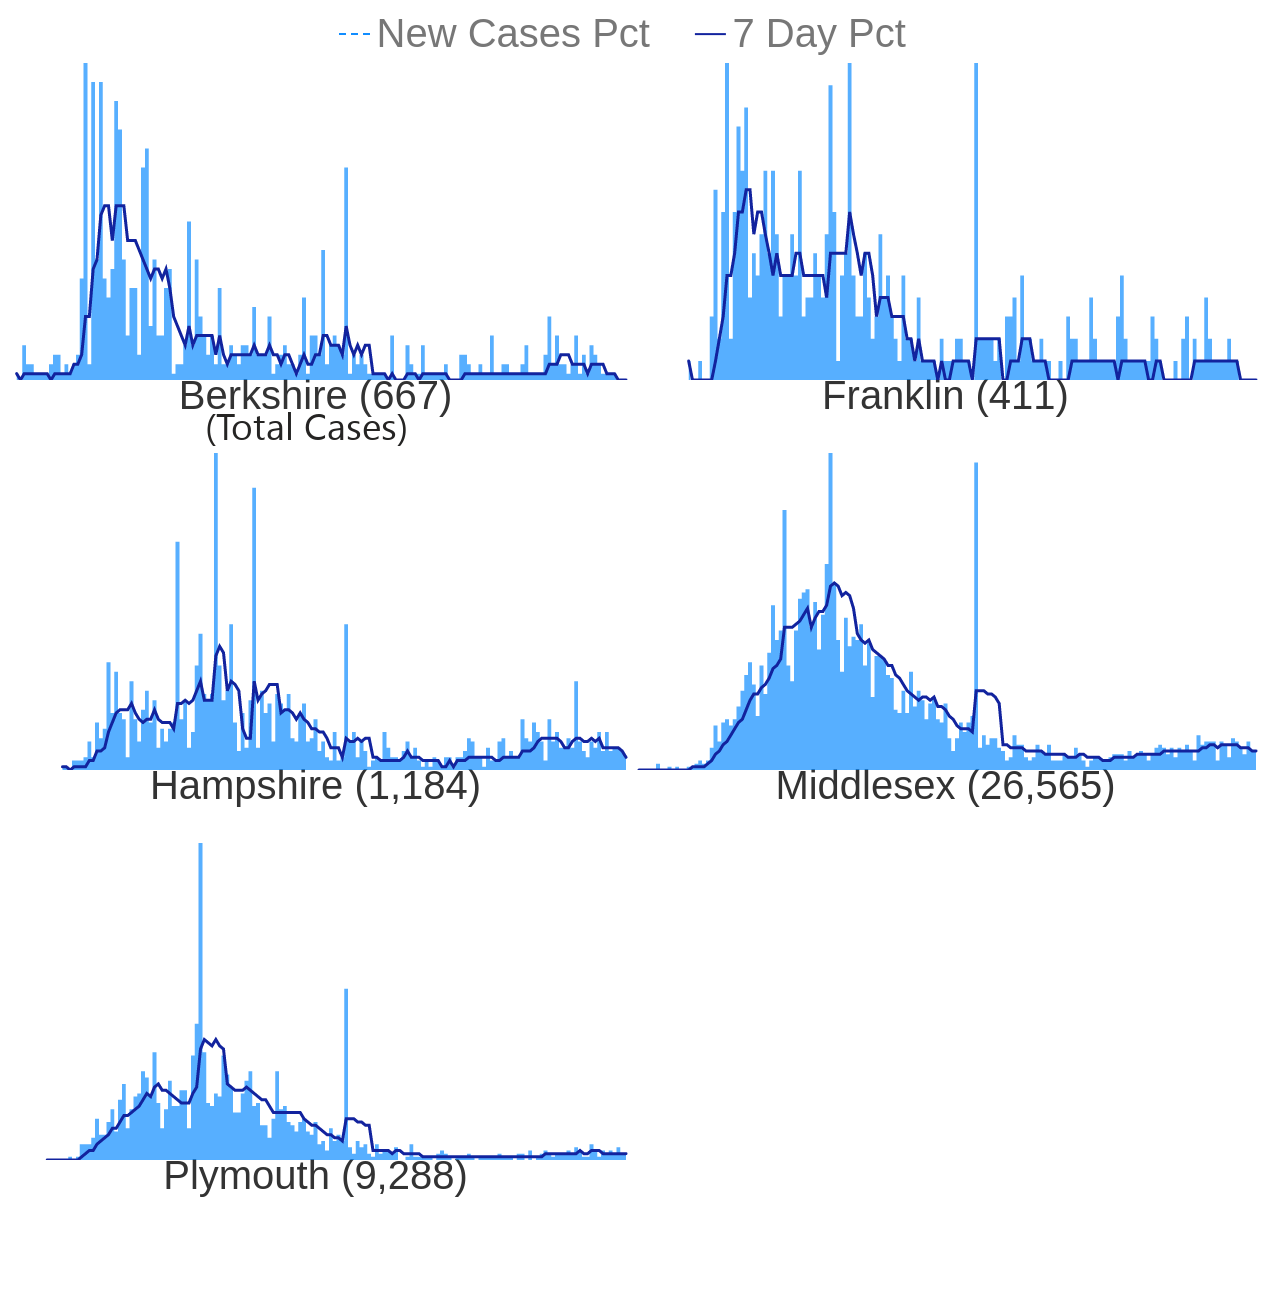 New Cases Pct 7 Day Pct
Berkshire (667) Franklin (411)
(Total Cases)
Hampshire (1,184) Middlesex (26,565)
Plymouth (9,288)